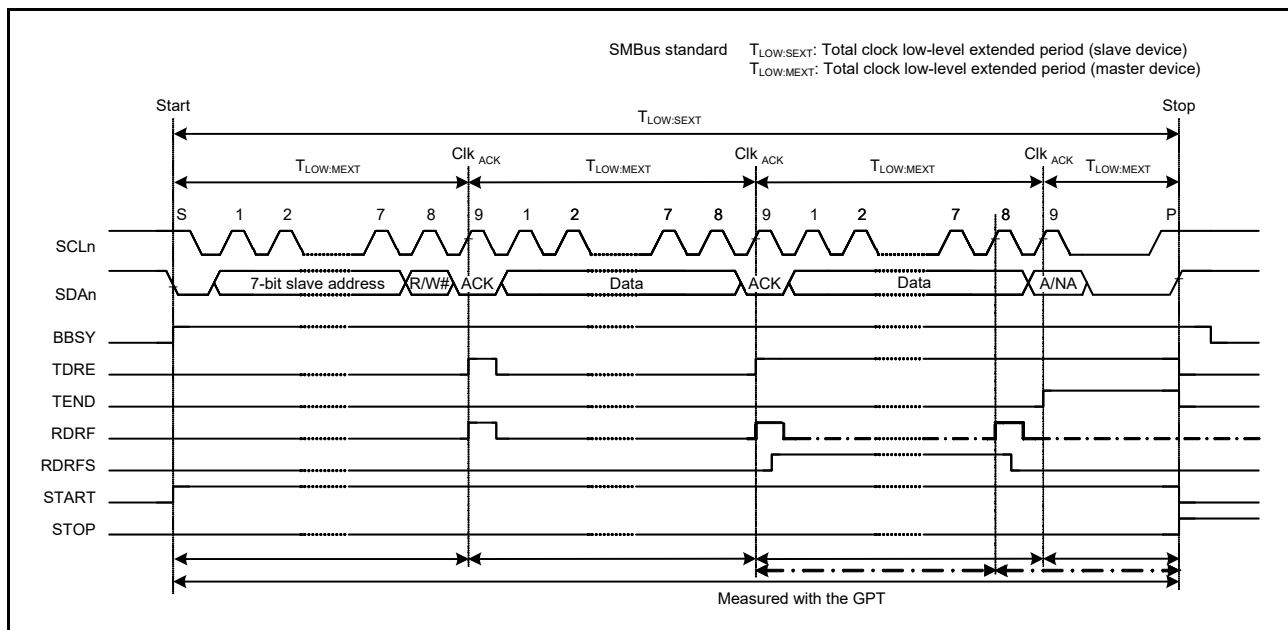 SMBus standard T_LOW:SEXT: Total clock low-level extended period (slave device)
T_LOW:MEXT: Total clock low-level extended period (master device)
Start Stop
T_LOW:SEXT
Clk ACK Clk ACK Clk ACK
T_LOW:MEXT T_LOW:MEXT T_LOW:MEXT T_LOW:MEXT
S 1 2 7 8 9 1 2 7 8 9 1 2 7 8 9 P
SCLn
SDAn 7-bit slave address R/W# ACK Data ACK Data A/NA
BBSY
TDRE
TEND
RDRF
RDRFS
START
STOP
Measured with the GPT